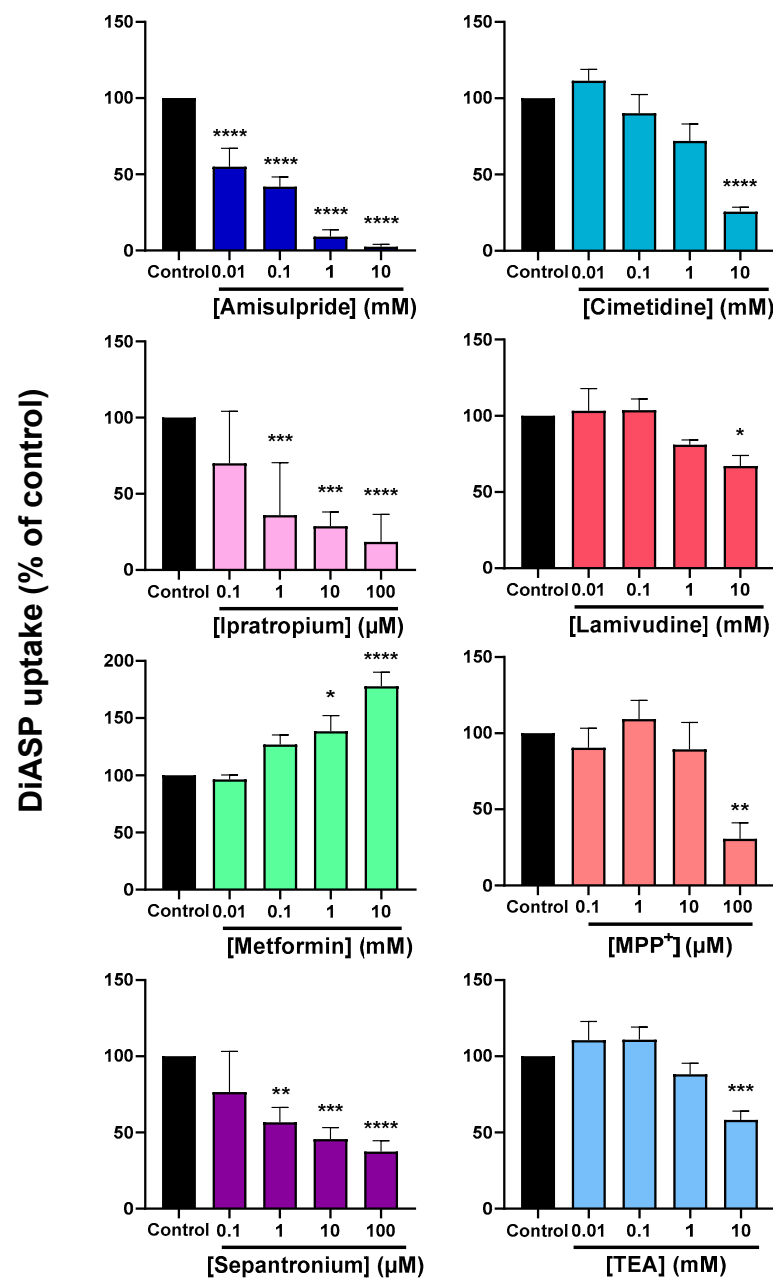 DiASP uptake (% of control)
150
100
50
0
****
****
****
****
Control 0.01 0.1 1 10
[Amisulpride] (mM)
150
100
50
0
****
Control 0.01 0.1 1 10
[Cimetidine] (mM)
150
100
50
0
***
***
****
Control 0.1 1 10 100
[Ipratropium] (µM)
150
100
50
0
*
Control 0.01 0.1 1 10
[Lamivudine] (mM)
200
150
100
50
0
*
****
Control 0.01 0.1 1 10
[Metformin] (mM)
150
100
50
0
**
Control 0.1 1 10 100
[MPP⁺] (µM)
150
100
50
0
**
***
****
Control 0.1 1 10 100
[Sepantronium] (µM)
150
100
50
0
***
Control 0.01 0.1 1 10
[TEA] (mM)